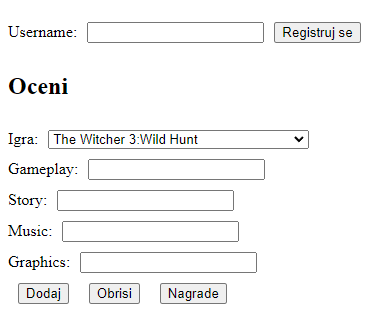 Username: Registruj se
Oceni
Igra: The Witcher 3:Wild Hunt
Gameplay:
Story:
Music:
Graphics:
Dodaj Obrisi Nagrade